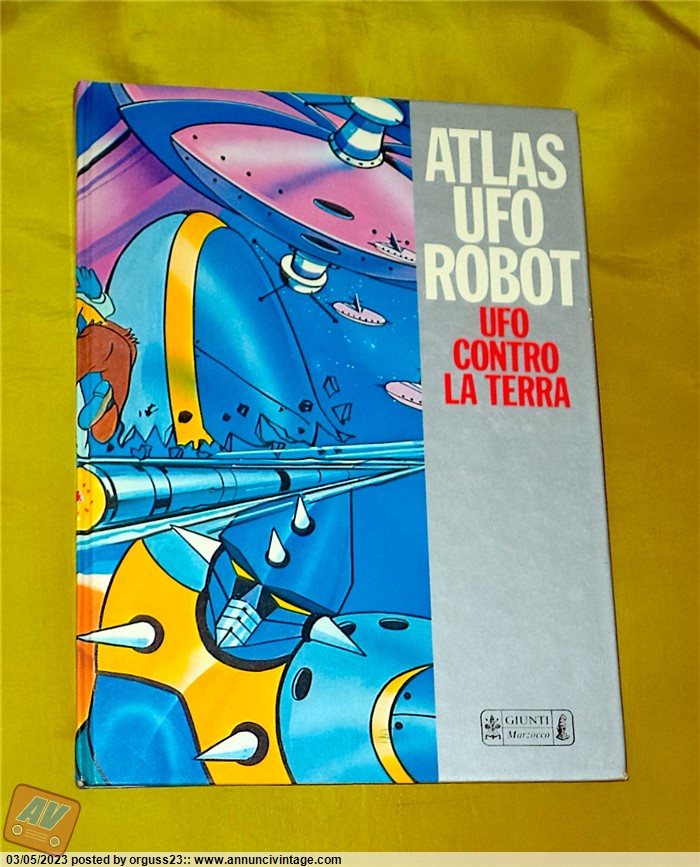 ATLAS
UFO
ROBOT
UFO
CONTRO
LA TERRA
GIUNTI
Marzocco
AV
03/05/2023 posted by orguss23:: www.annuncivintage.com